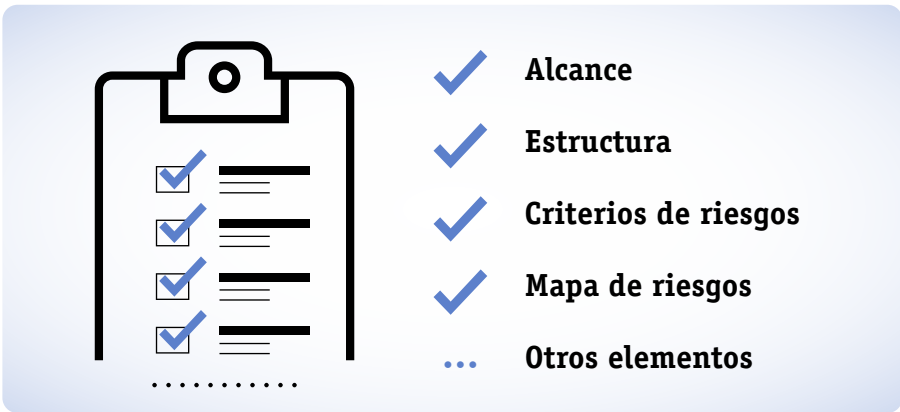 Alcance
Estructura
Criterios de riesgos
Mapa de riesgos
... Otros elementos